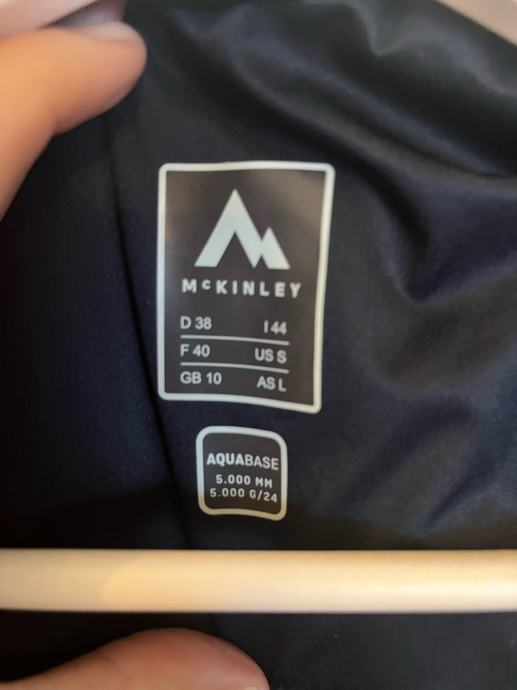 McKINLEY
D 38 I 44
F 40 US S
GB 10 AS L
AQUABASE
5.000 MM
5.000 G/24